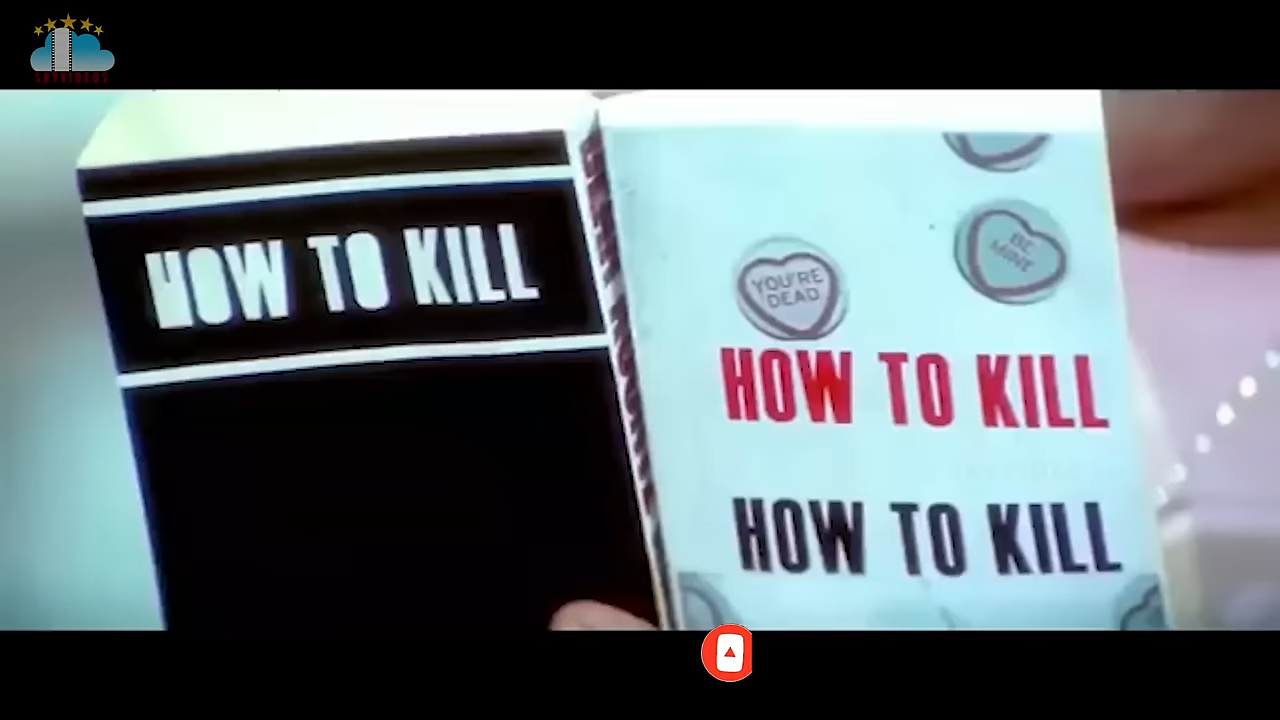 HOW TO KILL
YOU'RE
DEAD
BE
MINE
HOW TO KILL
HOW TO KILL